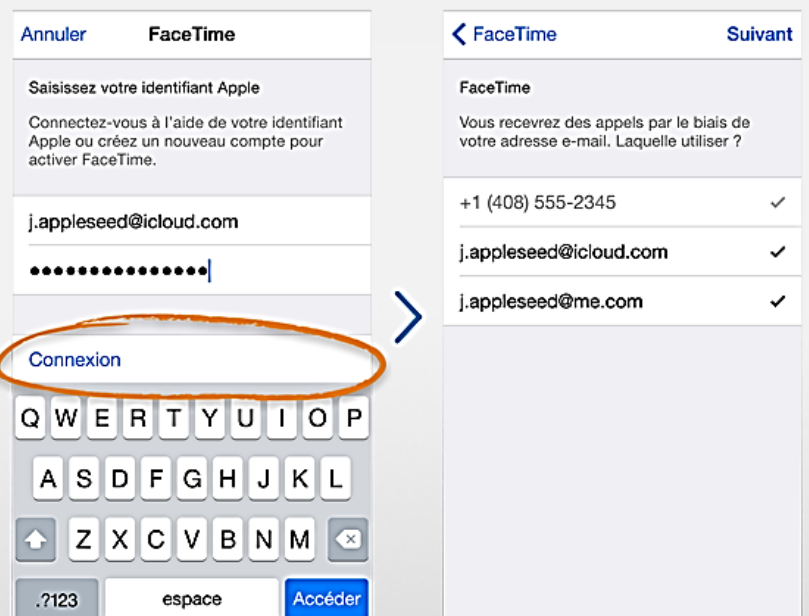 Annuler FaceTime
Saisissez votre identifiant Apple
Connectez-vous à l'aide de votre identifiant
Apple ou créez un nouveau compte pour
activer FaceTime.
j.appleseed@icloud.com
•••••••••••••••
Connexion
Q W E R T Y U I O P
A S D F G H J K L
Z X C V B N M
.?123 espace Accéder
FaceTime Suivant
FaceTime
Vous recevrez des appels par le biais de
votre adresse e-mail. Laquelle utiliser ?
+1 (408) 555-2345
j.appleseed@icloud.com
j.appleseed@me.com